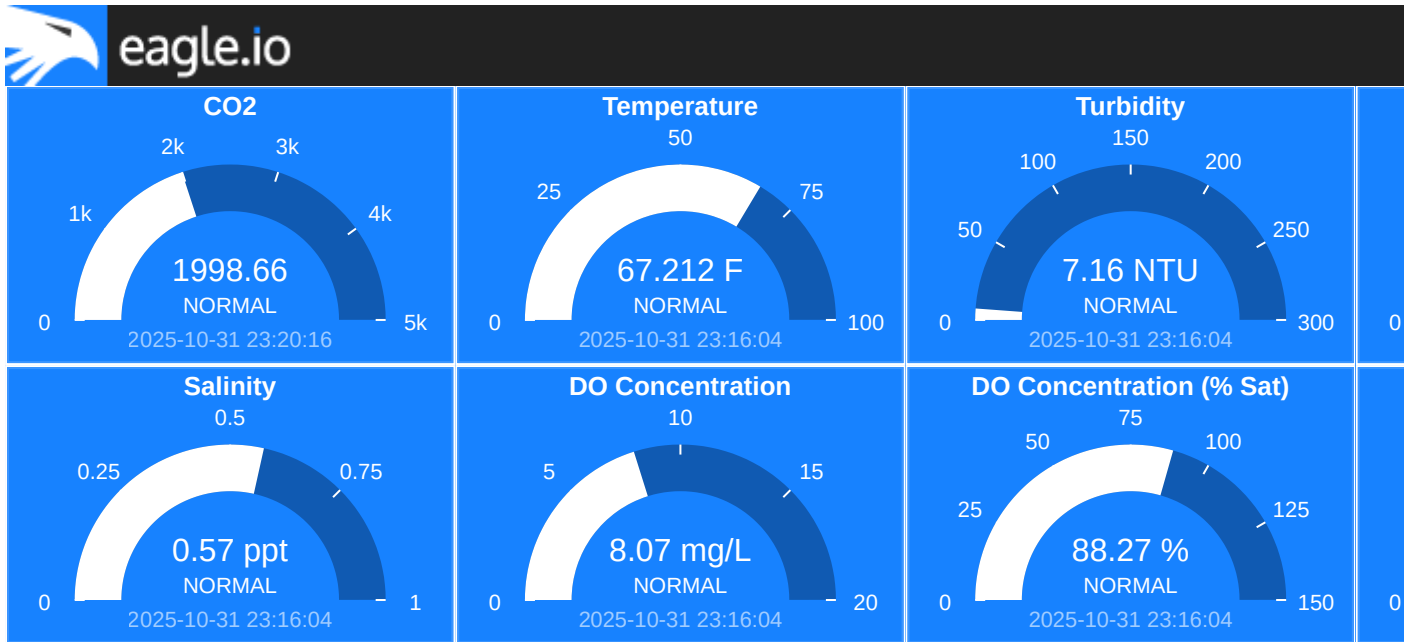 eagle.io
CO2
2k 3k
1k 4k
1998.66
NORMAL
0 5k
2025-10-31 23:20:16
Temperature
50
25 75
67.212 F
NORMAL
0 100
2025-10-31 23:16:04
Turbidity
150
100 200
50 250
7.16 NTU
NORMAL
0 300
2025-10-31 23:16:04
0
Salinity
0.5
0.25 0.75
0.57 ppt
NORMAL
0 1
2025-10-31 23:16:04
DO Concentration
10
5 15
8.07 mg/L
NORMAL
0 20
2025-10-31 23:16:04
DO Concentration (% Sat)
75
50 100
25 125
88.27 %
NORMAL
0 150
2025-10-31 23:16:04
0